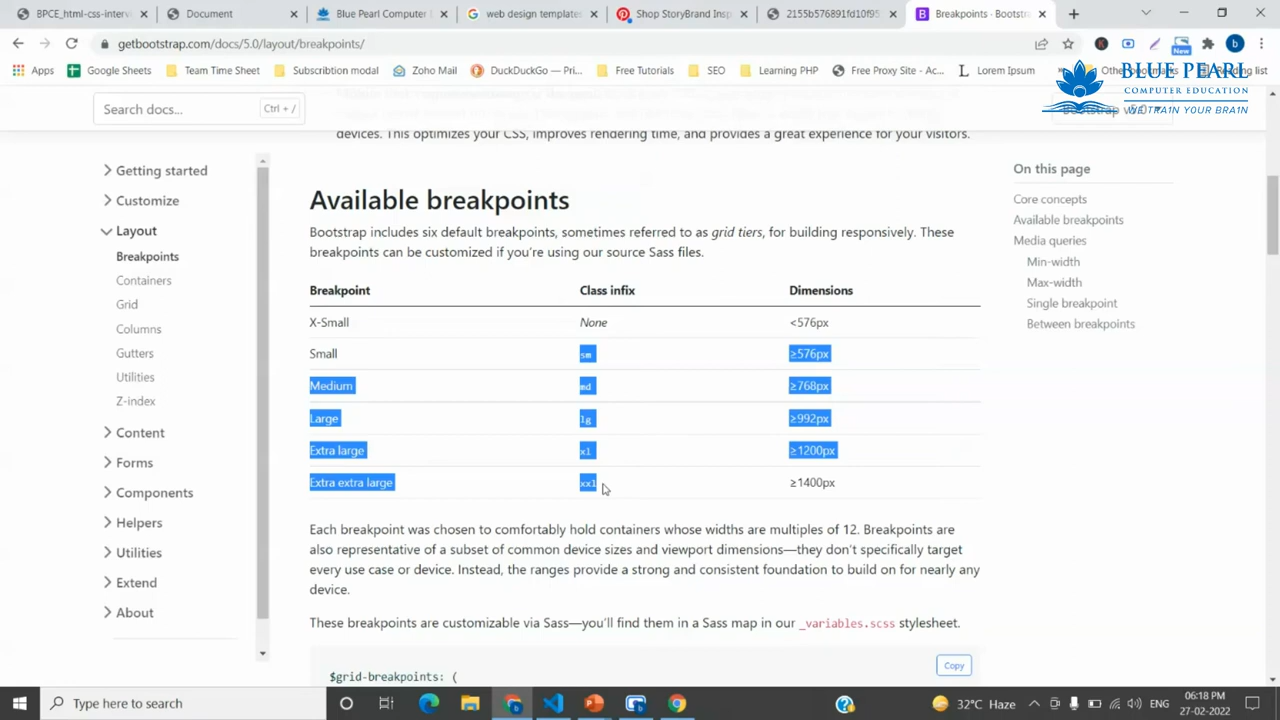 BPCE_html-css-interv
Document
Blue Pearl Computer
web design templates
Shop StoryBrand Insp
2155b576891fd10f95
Breakpoints · Bootstra
getbootstrap.com/docs/5.0/layout/breakpoints/
New
b
Apps
Google Sheets
Team Time Sheet
Subscribtion modal
Zoho Mail
DuckDuckGo — Pri...
Free Tutorials
SEO
Learning PHP
Free Proxy Site - Ac...
Lorem Ipsum
BLUE PEARL
COMPUTER EDUCATION
WE TRAIN YOUR BRAIN
Search docs...
Ctrl + /
devices. This optimizes your CSS, improves rendering time, and provides a great experience for your visitors.
Getting started
Customize
Layout
Breakpoints
Containers
Grid
Columns
Gutters
Utilities
Z-index
Content
Forms
Components
Helpers
Utilities
Extend
About
Available breakpoints
Bootstrap includes six default breakpoints, sometimes referred to as grid tiers, for building responsively. These
breakpoints can be customized if you're using our source Sass files.
Breakpoint Class infix Dimensions
X-Small None <576px
Small sm ≥576px
Medium md ≥768px
Large lg ≥992px
Extra large xl ≥1200px
Extra extra large xxl ≥1400px
Each breakpoint was chosen to comfortably hold containers whose widths are multiples of 12. Breakpoints are
also representative of a subset of common device sizes and viewport dimensions—they don't specifically target
every use case or device. Instead, the ranges provide a strong and consistent foundation to build on for nearly any
device.
These breakpoints are customizable via Sass—you'll find them in a Sass map in our _variables.scss stylesheet.
Copy
$grid-breakpoints: (
On this page
Core concepts
Available breakpoints
Media queries
Min-width
Max-width
Single breakpoint
Between breakpoints
Type here to search
32°C Haze
ENG
06:18 PM
27-02-2022